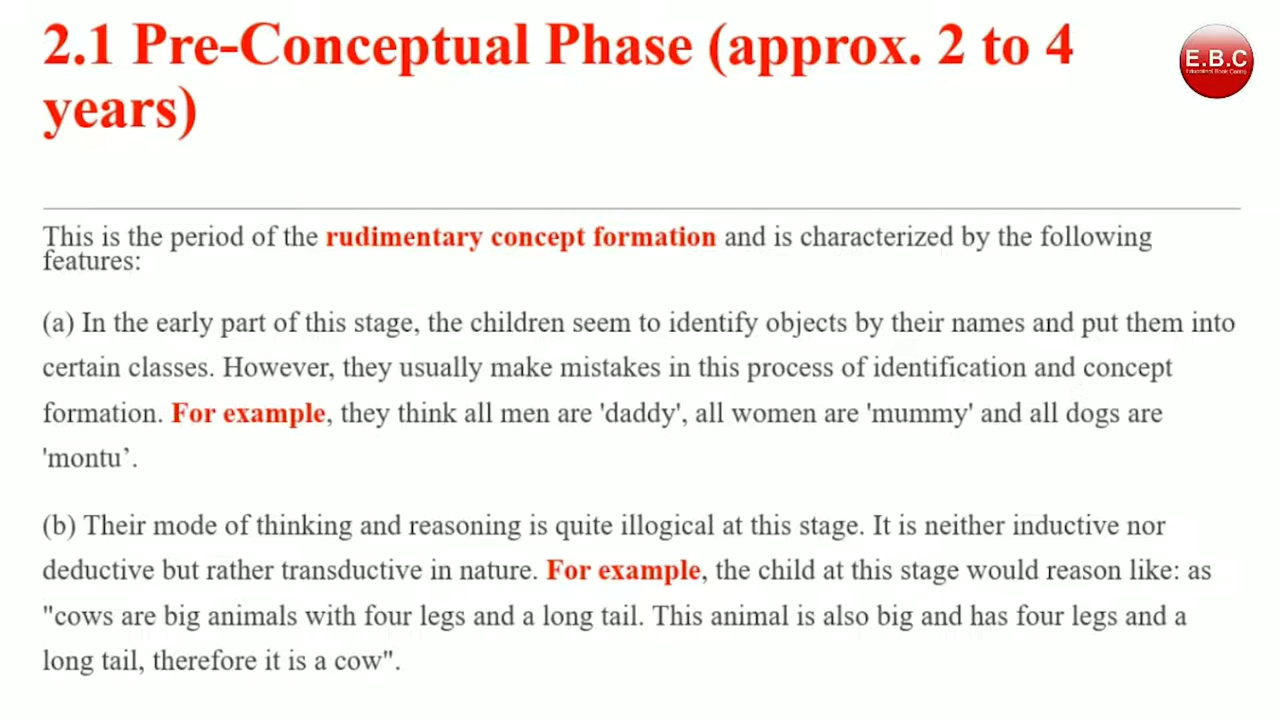 2.1 Pre-Conceptual Phase (approx. 2 to 4
years)
E.B.C
Educational Book Centre
This is the period of the rudimentary concept formation and is characterized by the following
features:
(a) In the early part of this stage, the children seem to identify objects by their names and put them into
certain classes. However, they usually make mistakes in this process of identification and concept
formation. For example, they think all men are 'daddy', all women are 'mummy' and all dogs are
'montu’.
(b) Their mode of thinking and reasoning is quite illogical at this stage. It is neither inductive nor
deductive but rather transductive in nature. For example, the child at this stage would reason like: as
"cows are big animals with four legs and a long tail. This animal is also big and has four legs and a
long tail, therefore it is a cow".